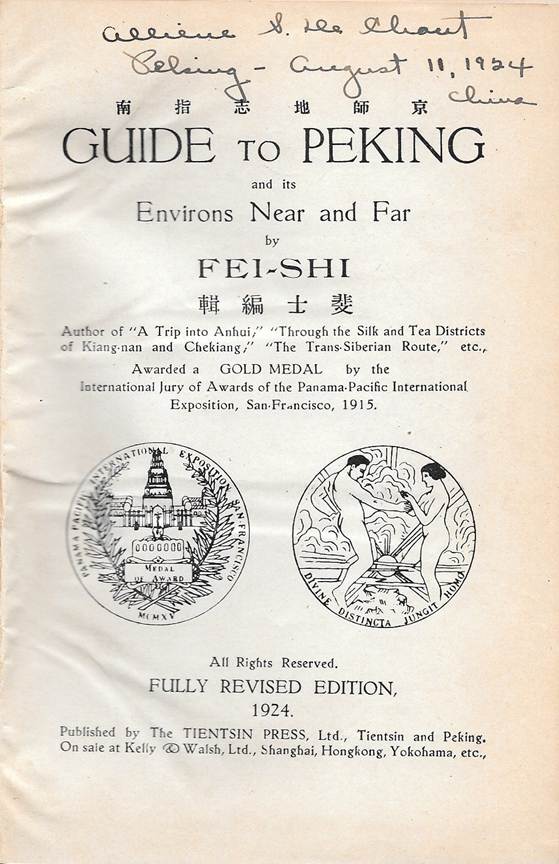 Peking - August 11, 1924
China
南 指 志 地 師 京
GUIDE TO PEKING
and its
Environs Near and Far
by
FEI-SHI
輯 編 士 斐
Author of "A Trip into Anhui," "Through the Silk and Tea Districts
of Kiang-nan and Chekiang," "The Trans-Siberian Route," etc.,
Awarded a GOLD MEDAL by the
International Jury of Awards of the Panama-Pacific International
Exposition, San-Francisco, 1915.
PANAMA PACIFIC INTERNATIONAL EXPOSITION SAN-FRANCISCO
MEDAL
OF AWARD
MCMXV
DIVINE DISTINCTA JUNGIT HOMO
All Rights Reserved.
FULLY REVISED EDITION,
1924.
Published by The TIENTSIN PRESS, Ltd., Tientsin and Peking.
On sale at Kelly & Walsh, Ltd., Shanghai, Hongkong, Yokohama, etc.,